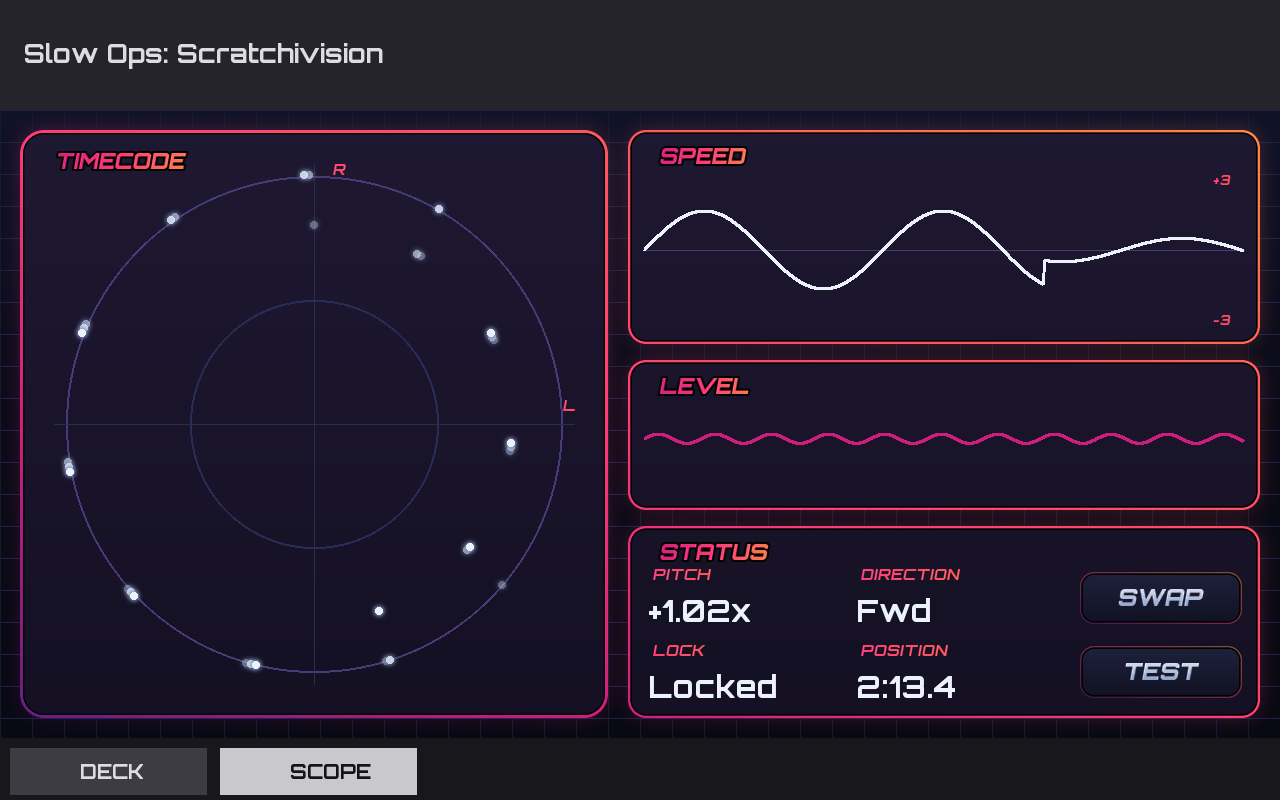 Slow Ops: Scratchivision
TIMECODE
R
L
SPEED
+3
-3
LEVEL
STATUS
PITCH
DIRECTION
+1.02x
Fwd
SWAP
LOCK
POSITION
Locked
2:13.4
TEST
DECK
SCOPE